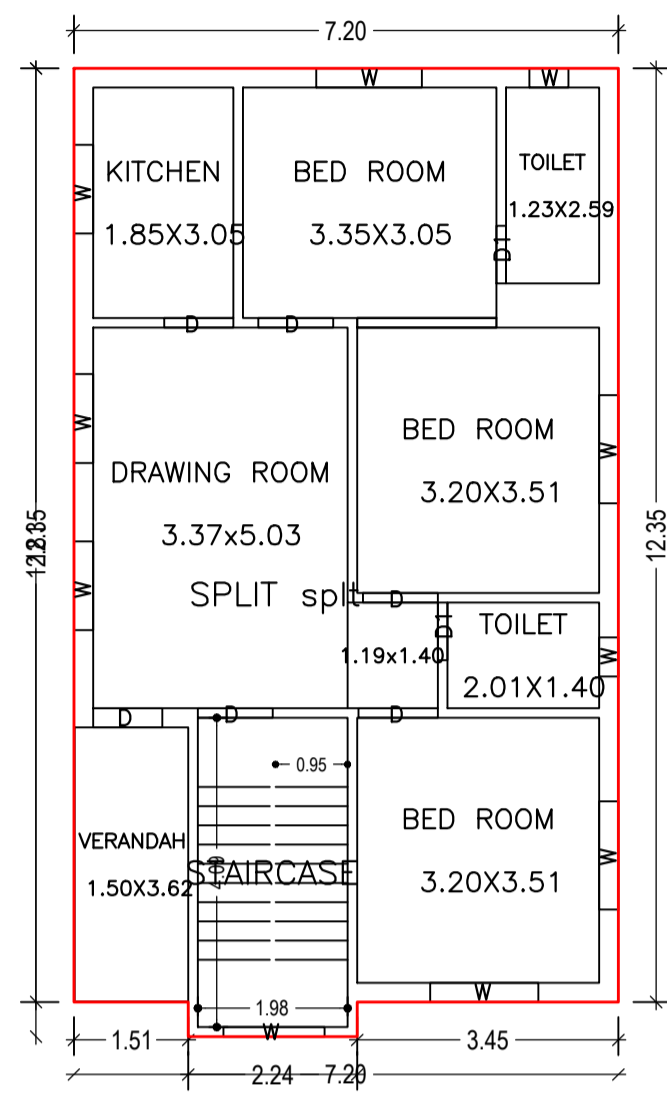 7.20
W
W
KITCHEN
BED ROOM
TOILET
W
1.85X3.05
3.35X3.05
1.23X2.59
D1
D
D
W
BED ROOM
W
DRAWING ROOM
3.20X3.51
3.37x5.03
12.35
W
SPLIT split
D
D1
TOILET
1.19x1.40
W
2.01X1.40
D
D
D
0.95
BED ROOM
VERANDAH
W
STAIRCASE
4.09
1.50X3.62
3.20X3.51
W
1.98
W
1.51
3.45
2.24
7.20